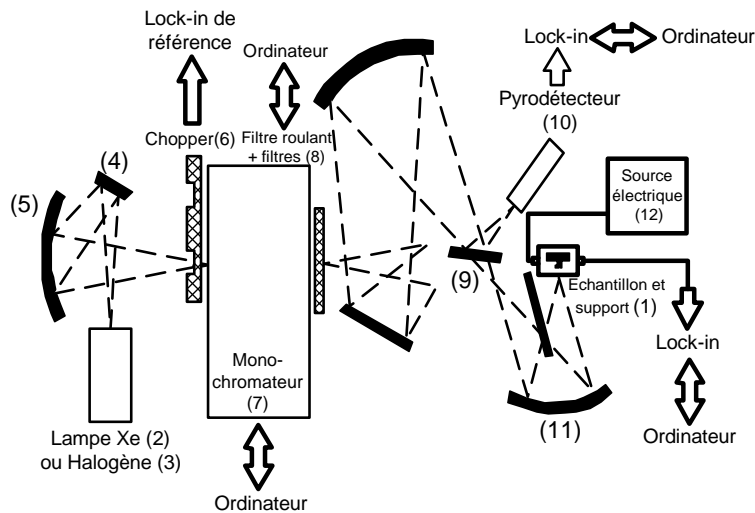 Lock-in de
référence
Ordinateur
Lock-in
Ordinateur
Pyrodétecteur
(10)
Chopper(6)
Filtre roulant
+ filtres (8)
(4)
(5)
Source
électrique
(12)
(9)
Echantillon et
support (1)
Lock-in
Mono-
chromateur
(7)
(11)
Lampe Xe (2)
ou Halogène (3)
Ordinateur
Ordinateur